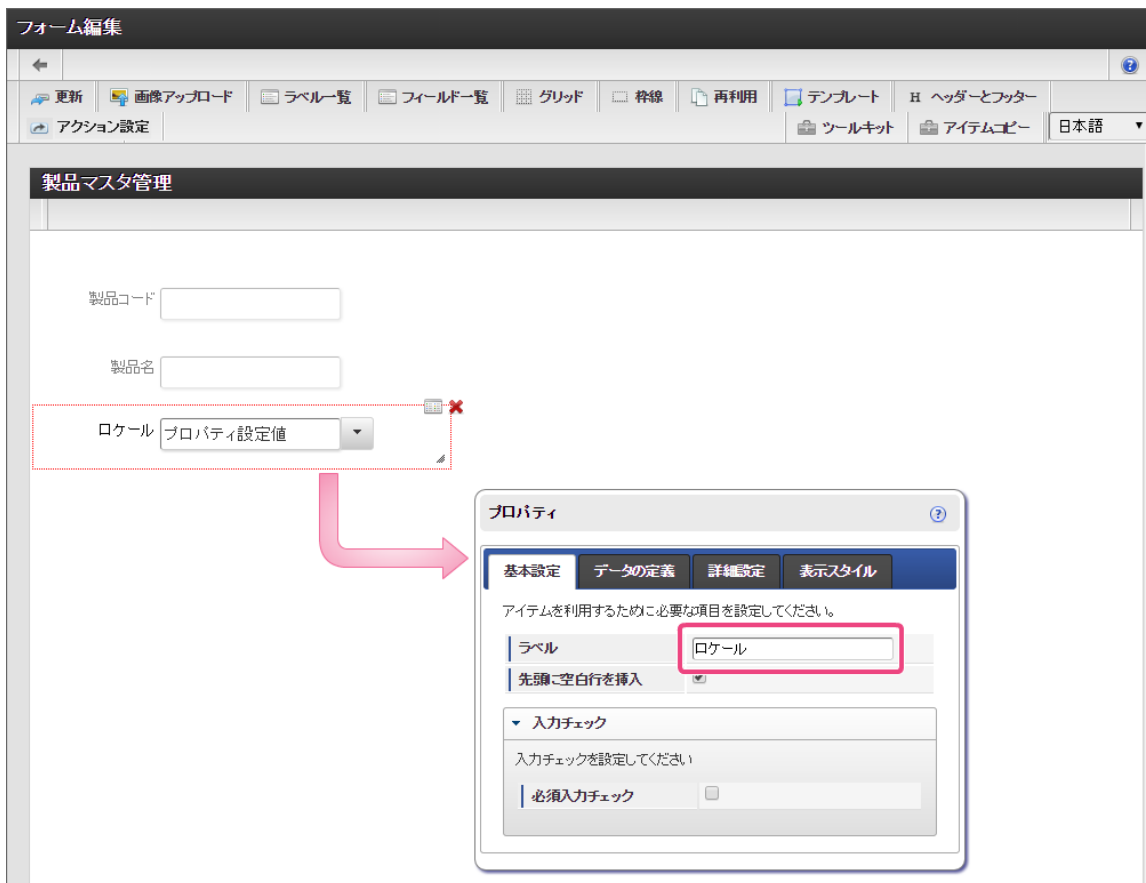 フォーム編集
更新 画像アップロード ラベル一覧 フィールド一覧 グリッド 枠線 再利用 テンプレート H ヘッダーとフッター
アクション設定 ツールキット アイテムコピー 日本語
製品マスタ管理
製品コード
製品名
ロケール プロパティ設定値
プロパティ
基本設定 データの定義 詳細設定 表示スタイル
アイテムを利用するために必要な項目を設定してください。
ラベル ロケール
先頭に空白行を挿入
入力チェック
入力チェックを設定してください
必須入力チェック